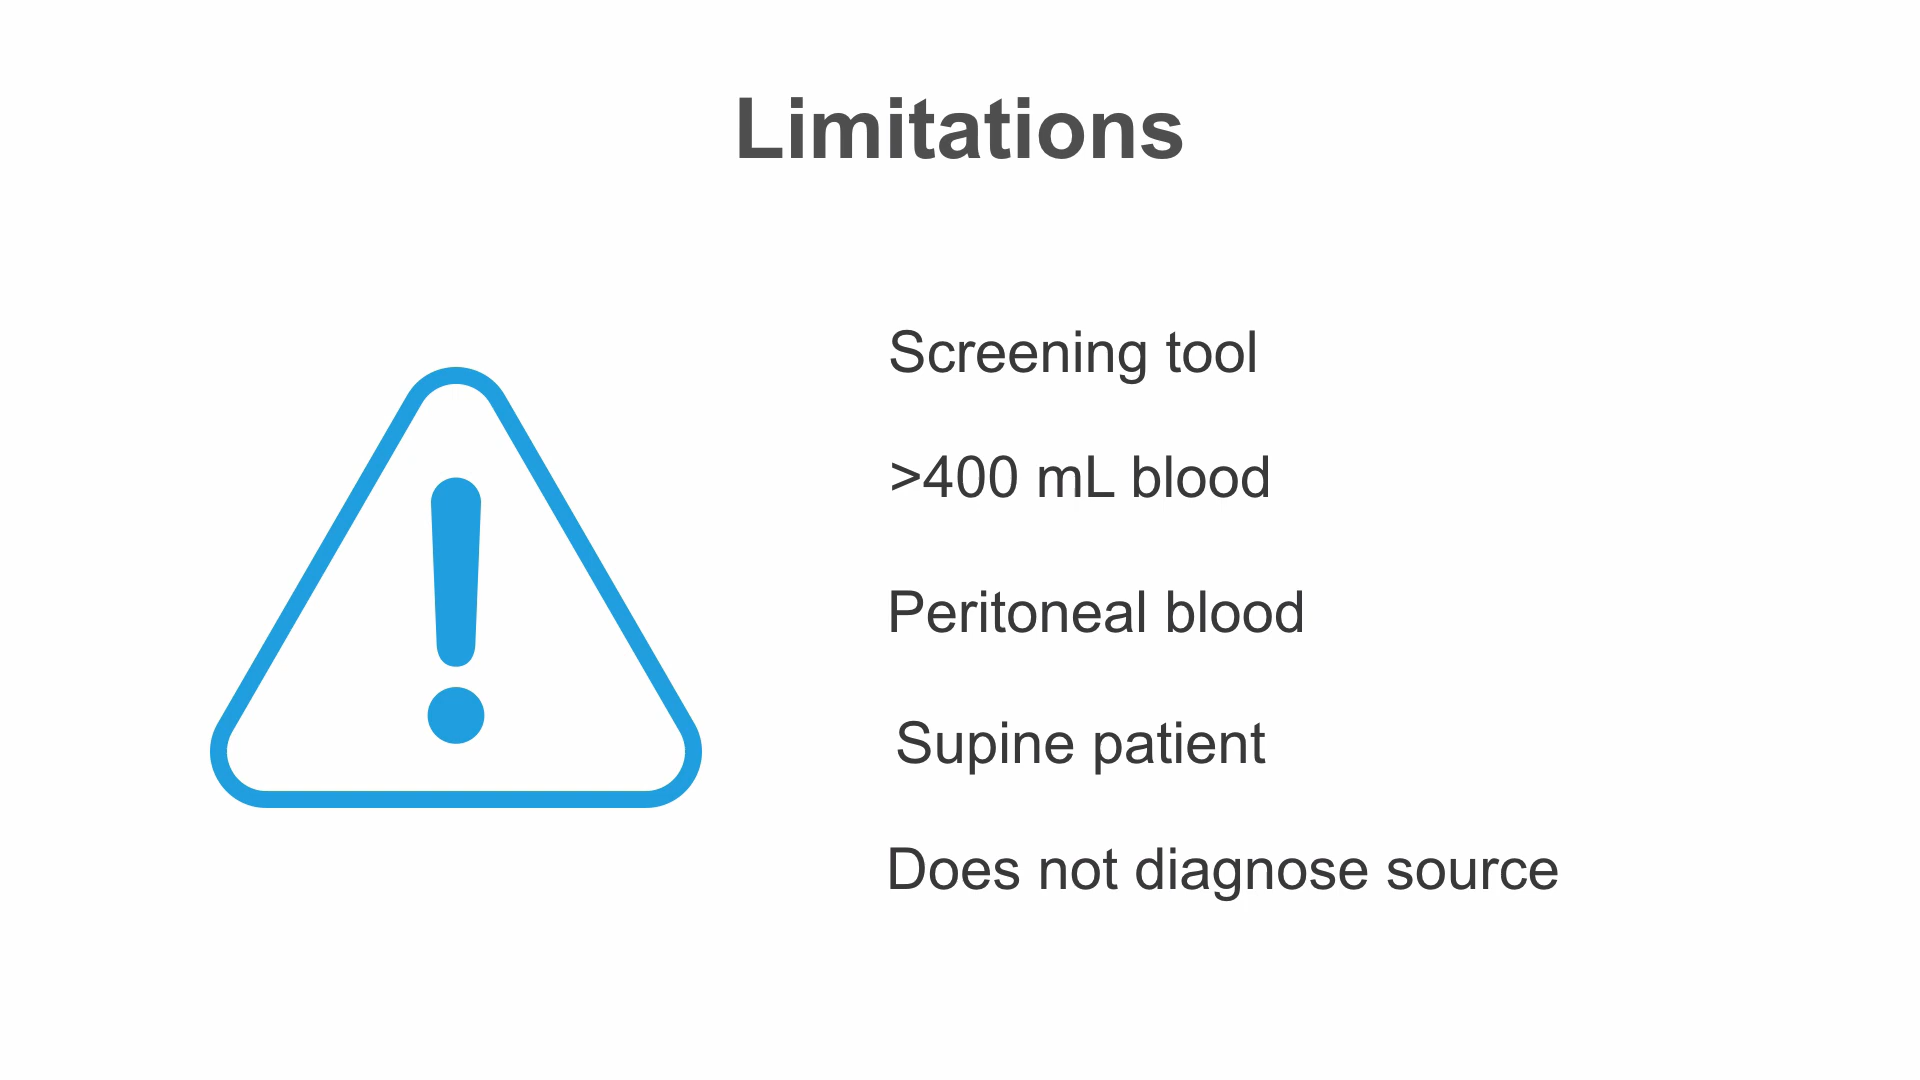 Limitations
Screening tool
>400 mL blood
Peritoneal blood
Supine patient
Does not diagnose source